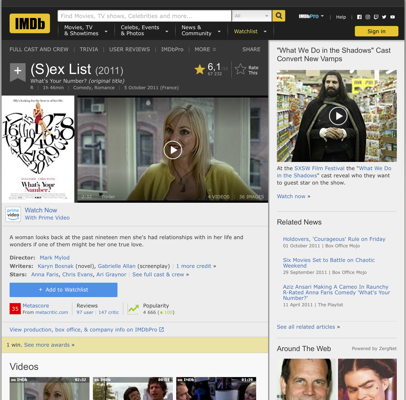 IMDb
Find Movies, TV shows, Celebrities and more...
All
IMDbPro
Help
Movies, TV & Showtimes
Celebs, Events & Photos
News & Community
Watchlist
Sign in
FULL CAST AND CREW | TRIVIA | USER REVIEWS | IMDbPro | MORE
SHARE
(S)ex List (2011)
What's Your Number? (original title)
R | 1h 46min | Comedy, Romance | 5 October 2011 (France)
6,1
Rate This
What's Your Number?
4 VIDEOS
36 IMAGES
prime video
Watch Now
With Prime Video
A woman looks back at the past nineteen men she's had relationships with in her life and
wonders if one of them might be her one true love.
Director: Mark Mylod
Writers: Karyn Bosnak (novel), Gabrielle Allan (screenplay) | 1 more credit »
Stars: Anna Faris, Chris Evans, Ari Graynor | See full cast & crew »
+ Add to Watchlist
35
Metascore
From metacritic.com
Reviews
97 user | 147 critic
Popularity
4 666
View production, box office, & company info on IMDbPro
1 win. See more awards »
Videos
"What We Do in the Shadows" Cast
Convert New Vamps
At the SXSW Film Festival the "What We Do
in the Shadows" cast reveal who they want
to guest star on the show.
Watch now »
Related News
Holdovers, 'Courageous' Rule on Friday
01 October 2011 | Box Office Mojo
Six Movies Set to Battle on Chaotic
Weekend
29 September 2011 | Box Office Mojo
Aziz Ansari Making A Cameo In Raunchy
R-Rated Anna Faris Comedy 'What's Your
Number?'
11 April 2011 | The Playlist
See all related articles »
Around The Web
Powered by ZergNet